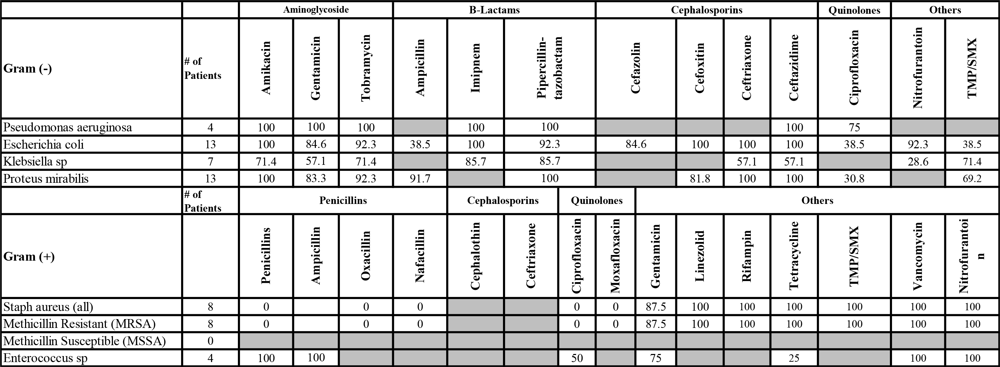 Aminoglycoside B-Lactams Cephalosporins Quinolones Others
Gram (-) # of Patients Amikacin Gentamicin Tobramycin Ampicillin Imipnem Pipercillin-tazobactam Cefazolin Cefoxitin Ceftriaxone Ceftazidime Ciprofloxacin Nitrofurantoin TMP/SMX
Pseudomonas aeruginosa 4 100 100 100 100 100 100 75
Escherichia coli 13 100 84.6 92.3 38.5 100 92.3 84.6 100 100 100 38.5 92.3 38.5
Klebsiella sp 7 71.4 57.1 71.4 85.7 85.7 57.1 57.1 28.6 71.4
Proteus mirabilis 13 100 83.3 92.3 91.7 100 81.8 100 100 30.8 69.2
# of Patients Penicillins Cephalosporins Quinolones Others
Gram (+) Penicillins Ampicillin Oxacillin Nafacillin Cephalothin Ceftriaxone Ciprofloxacin Moxafloxacin Gentamicin Linezolid Rifampin Tetracycline TMP/SMX Vancomycin Nitrofurantoi n
Staph aureus (all) 8 0 0 0 0 0 87.5 100 100 100 100 100 100
Methicillin Resistant (MRSA) 8 0 0 0 0 0 87.5 100 100 100 100 100 100
Methicillin Susceptible (MSSA) 0
Enterococcus sp 4 100 100 50 75 25 100 100